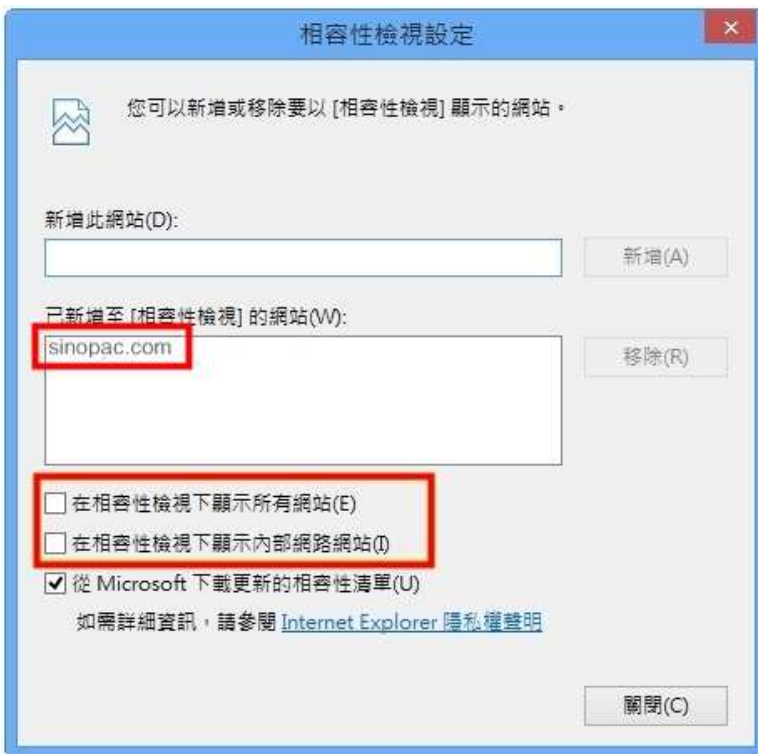 相容性檢視設定
您可以新增或移除要以 [相容性檢視] 顯示的網站。
新增此網站(D):
新增(A)
已新增至 [相容性檢視] 的網站(W):
sinopac.com
移除(R)
在相容性檢視下顯示所有網站(E)
在相容性檢視下顯示內部網路網站(I)
從 Microsoft 下載更新的相容性清單(U)
如需詳細資訊，請參閱 Internet Explorer 隱私權聲明
關閉(C)